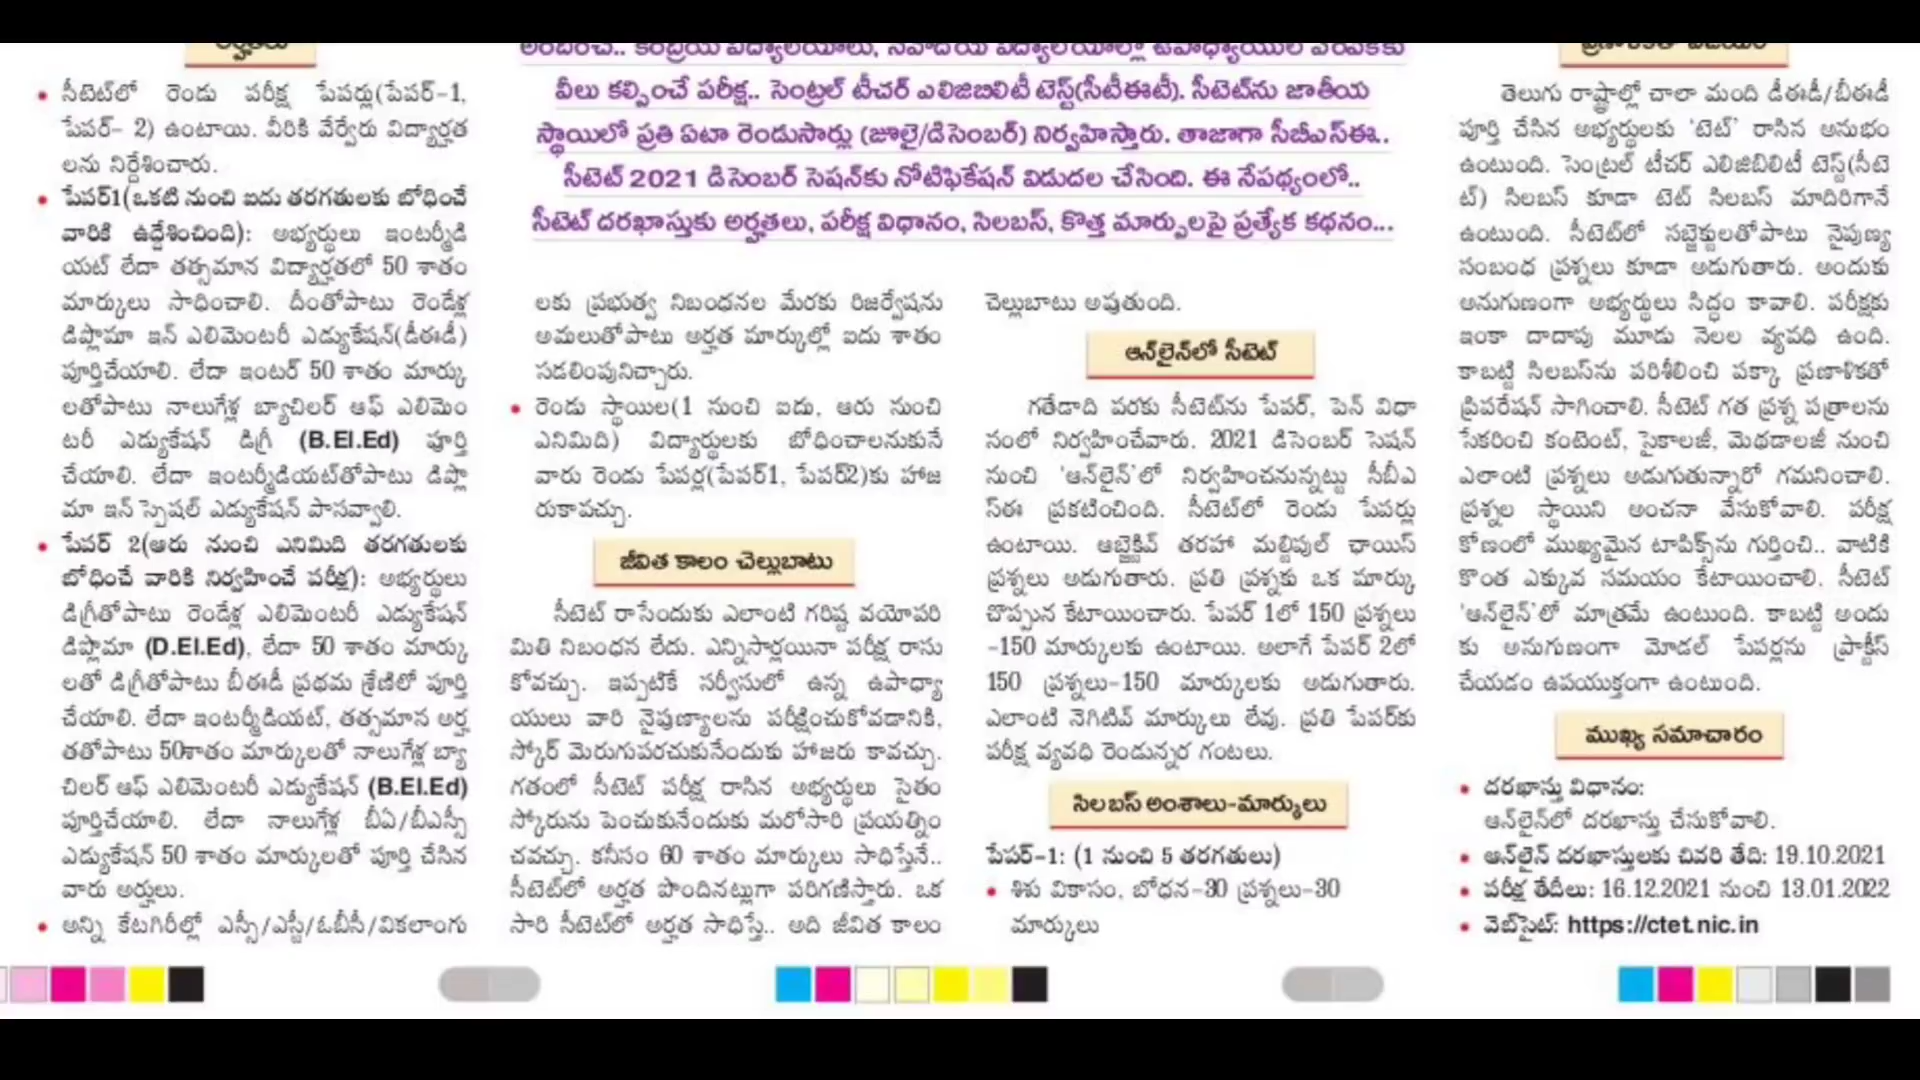 అర్హతలు
• సీటెట్‌లో రెండు పరీక్ష పేపర్లు(పేపర్-1,
పేపర్- 2) ఉంటాయి. వీరికి వేర్వేరు విద్యార్హత
లను నిర్దేశించారు.
• పేపర్1(ఒకటి నుంచి ఐదు తరగతులకు బోధించే
వారికి ఉద్దేశించింది): అభ్యర్థులు ఇంటర్మీడి
యట్ లేదా తత్సమాన విద్యార్హతలో 50 శాతం
మార్కులు సాధించాలి. దీంతోపాటు రెండేళ్ల
డిప్లొమా ఇన్ ఎలిమెంటరీ ఎడ్యుకేషన్(డీఈడీ)
పూర్తిచేయాలి. లేదా ఇంటర్ 50 శాతం మార్కు
లతోపాటు నాలుగేళ్ల బ్యాచిలర్ ఆఫ్ ఎలిమెం
టరీ ఎడ్యుకేషన్ డిగ్రీ (B.El.Ed) పూర్తి
చేయాలి. లేదా ఇంటర్మీడియట్‌తోపాటు డిప్లొ
మా ఇన్ స్పెషల్ ఎడ్యుకేషన్ పాసవ్వాలి.
• పేపర్ 2(ఆరు నుంచి ఎనిమిది తరగతులకు
బోధించే వారికి నిర్వహించే పరీక్ష): అభ్యర్థులు
డిగ్రీతోపాటు రెండేళ్ల ఎలిమెంటరీ ఎడ్యుకేషన్
డిప్లొమా (D.El.Ed), లేదా 50 శాతం మార్కు
లతో డిగ్రీతోపాటు బీఈడీ ప్రథమ శ్రేణిలో పూర్తి
చేయాలి. లేదా ఇంటర్మీడియట్, తత్సమాన అర్హ
తతోపాటు 50శాతం మార్కులతో నాలుగేళ్ల బ్యా
చిలర్ ఆఫ్ ఎలిమెంటరీ ఎడ్యుకేషన్ (B.El.Ed)
పూర్తిచేయాలి. లేదా నాలుగేళ్ల బీఏ/బీఎస్సీ
ఎడ్యుకేషన్ 50 శాతం మార్కులతో పూర్తి చేసిన
వారు అర్హులు.
• అన్ని కేటగిరీల్లో ఎస్సీ/ఎస్టీ/ఓబీసీ/వికలాంగు
కేంద్రీయ విద్యాలయాలు, నవోదయ విద్యాలయాల్లో ఉపాధ్యాయుల ఎంపికకు
వీలు కల్పించే పరీక్ష.. సెంట్రల్ టీచర్ ఎలిజిబిలిటీ టెస్ట్(సీటీఈటీ). సీటెట్‌ను జాతీయ
స్థాయిలో ప్రతి ఏటా రెండుసార్లు (జూలై/డిసెంబర్) నిర్వహిస్తారు. తాజాగా సీబీఎస్ఈ..
సీటెట్ 2021 డిసెంబర్ సెషన్‌కు నోటిఫికేషన్ విడుదల చేసింది. ఈ నేపథ్యంలో..
సీటెట్ దరఖాస్తుకు అర్హతలు, పరీక్ష విధానం, సిలబస్, కొత్త మార్పులపై ప్రత్యేక కథనం...
లకు ప్రభుత్వ నిబంధనల మేరకు రిజర్వేషను
అమలుతోపాటు అర్హత మార్కుల్లో ఐదు శాతం
సడలింపునిచ్చారు.
• రెండు స్థాయిల(1 నుంచి ఐదు, ఆరు నుంచి
ఎనిమిది) విద్యార్థులకు బోధించాలనుకునే
వారు రెండు పేపర్ల(పేపర్1, పేపర్2)కు హాజ
రుకావచ్చు.
జీవిత కాలం చెల్లుబాటు
సీటెట్ రాసేందుకు ఎలాంటి గరిష్ట వయోపరి
మితి నిబంధన లేదు. ఎన్నిసార్లయినా పరీక్ష రాసు
కోవచ్చు. ఇప్పటికే సర్వీసులో ఉన్న ఉపాధ్యా
యులు వారి నైపుణ్యాలను పరీక్షించుకోవడానికి,
స్కోర్ మెరుగుపరచుకునేందుకు హాజరు కావచ్చు.
గతంలో సీటెట్ పరీక్ష రాసిన అభ్యర్థులు సైతం
స్కోరును పెంచుకునేందుకు మరోసారి ప్రయత్నిం
చవచ్చు. కనీసం 60 శాతం మార్కులు సాధిస్తేనే..
సీటెట్‌లో అర్హత పొందినట్లుగా పరిగణిస్తారు. ఒక
సారి సీటెట్‌లో అర్హత సాధిస్తే.. అది జీవిత కాలం
చెల్లుబాటు అవుతుంది.
ఆన్‌లైన్‌లో సీటెట్
గతేడాది వరకు సీటెట్‌ను పేపర్, పెన్ విధా
నంలో నిర్వహించేవారు. 2021 డిసెంబర్ సెషన్
నుంచి 'ఆన్‌లైన్'లో నిర్వహించనున్నట్లు సీబీఎ
స్ఈ ప్రకటించింది. సీటెట్‌లో రెండు పేపర్లు
ఉంటాయి. ఆబ్జెక్టివ్ తరహా మల్టిపుల్ ఛాయిస్
ప్రశ్నలు అడుగుతారు. ప్రతి ప్రశ్నకు ఒక మార్కు
చొప్పున కేటాయించారు. పేపర్ 1లో 150 ప్రశ్నలు
-150 మార్కులకు ఉంటాయి. అలాగే పేపర్ 2లో
150 ప్రశ్నలు-150 మార్కులకు అడుగుతారు.
ఎలాంటి నెగిటివ్ మార్కులు లేవు. ప్రతి పేపర్‌కు
పరీక్ష వ్యవధి రెండున్నర గంటలు.
సిలబస్ అంశాలు-మార్కులు
పేపర్-1: (1 నుంచి 5 తరగతులు)
• శిశు వికాసం, బోధన-30 ప్రశ్నలు-30
మార్కులు
తెలుగు రాష్ట్రాల్లో చాలా మంది డీఈడీ/బీఈడీ
పూర్తి చేసిన అభ్యర్థులకు 'టెట్' రాసిన అనుభం
ఉంటుంది. సెంట్రల్ టీచర్ ఎలిజిబిలిటీ టెస్ట్(సీటె
ట్) సిలబస్ కూడా టెట్ సిలబస్ మాదిరిగానే
ఉంటుంది. సీటెట్‌లో సబ్జెక్టులతోపాటు నైపుణ్య
సంబంధ ప్రశ్నలు కూడా అడుగుతారు. అందుకు
అనుగుణంగా అభ్యర్థులు సిద్ధం కావాలి. పరీక్షకు
ఇంకా దాదాపు మూడు నెలల వ్యవధి ఉంది.
కాబట్టి సిలబస్‌ను పరిశీలించి పక్కా ప్రణాళికతో
ప్రిపరేషన్ సాగించాలి. సీటెట్ గత ప్రశ్న పత్రాలను
సేకరించి కంటెంట్, సైకాలజీ, మెథడాలజీ నుంచి
ఎలాంటి ప్రశ్నలు అడుగుతున్నారో గమనించాలి.
ప్రశ్నల స్థాయిని అంచనా వేసుకోవాలి. పరీక్ష
కోణంలో ముఖ్యమైన టాపిక్స్‌ను గుర్తించి.. వాటికి
కొంత ఎక్కువ సమయం కేటాయించాలి. సీటెట్
'ఆన్‌లైన్'లో మాత్రమే ఉంటుంది. కాబట్టి అందు
కు అనుగుణంగా మోడల్ పేపర్లను ప్రాక్టీస్
చేయడం ఉపయుక్తంగా ఉంటుంది.
ముఖ్య సమాచారం
• దరఖాస్తు విధానం:
ఆన్‌లైన్‌లో దరఖాస్తు చేసుకోవాలి.
• ఆన్‌లైన్ దరఖాస్తులకు చివరి తేది: 19.10.2021
• పరీక్ష తేదీలు: 16.12.2021 నుంచి 13.01.2022
• వెబ్‌సైట్: https://ctet.nic.in